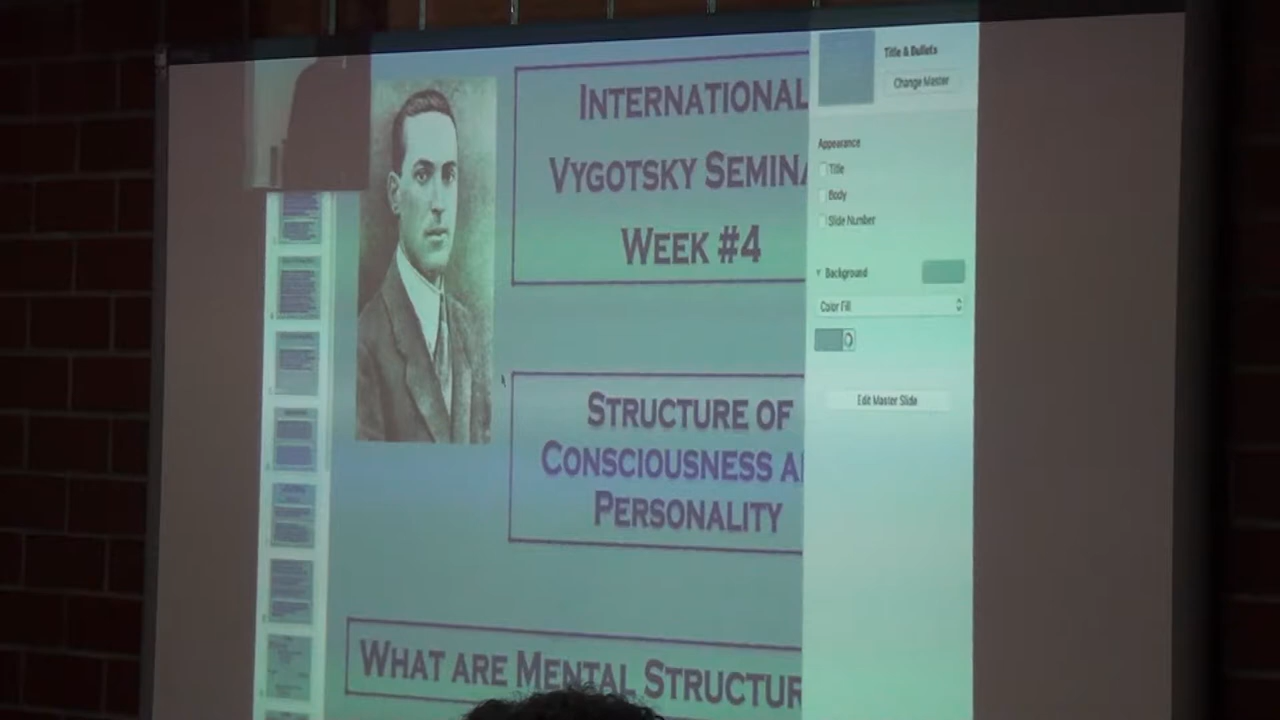 INTERNATIONAL
VYGOTSKY SEMINA
WEEK #4
STRUCTURE OF
CONSCIOUSNESS A
PERSONALITY
WHAT ARE MENTAL STRUCTUR
Title & Bullets
Change Master
Appearance
Title
Body
Slide Number
Background
Color Fill
Edit Master Slide